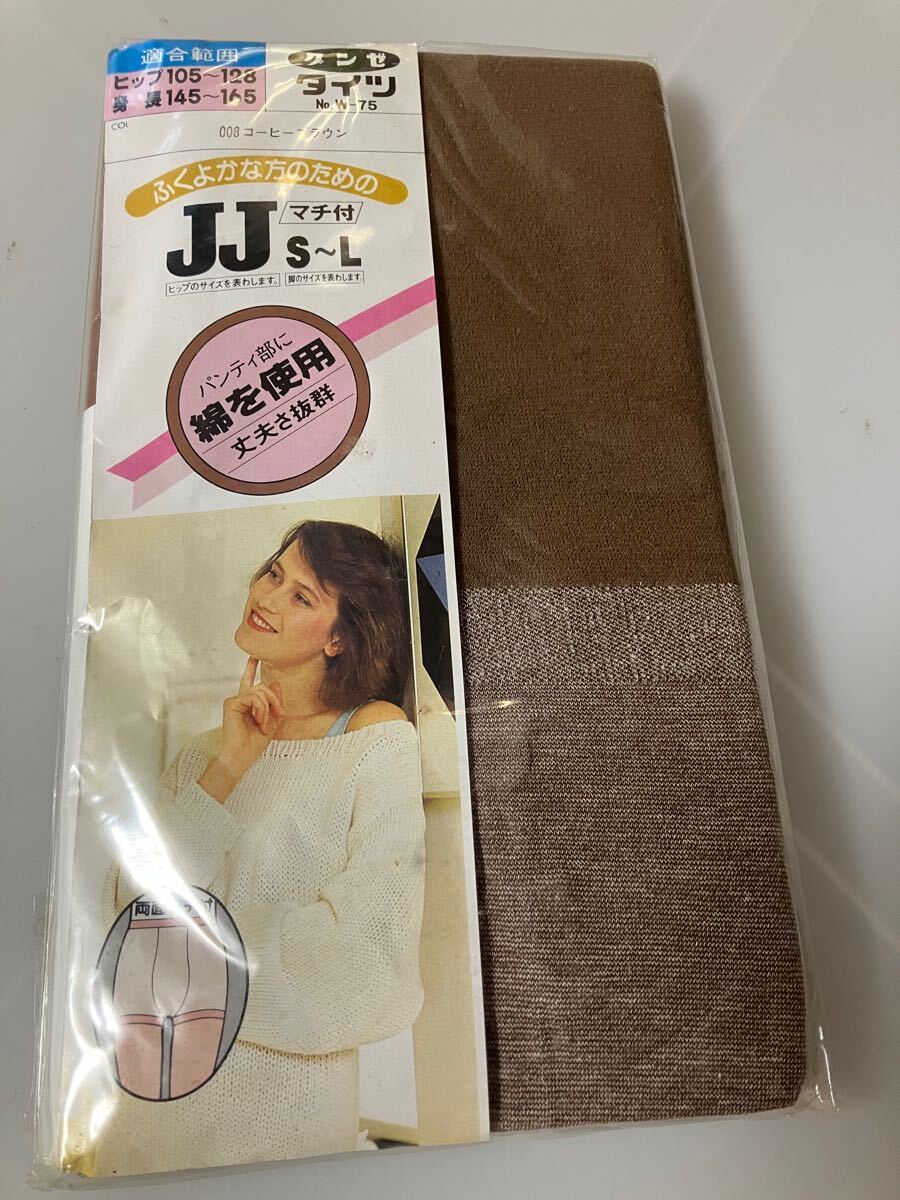 適合範囲
ヒップ105～128
身長145～165
グンゼ
タイツ
No.W-75
COL
008コーヒーブラウン
ふくよかな方のための
JJ
マチ付
S～L
ヒップのサイズを表わします。
脚のサイズを表わします。
パンティ部に
綿を使用
丈夫さ抜群